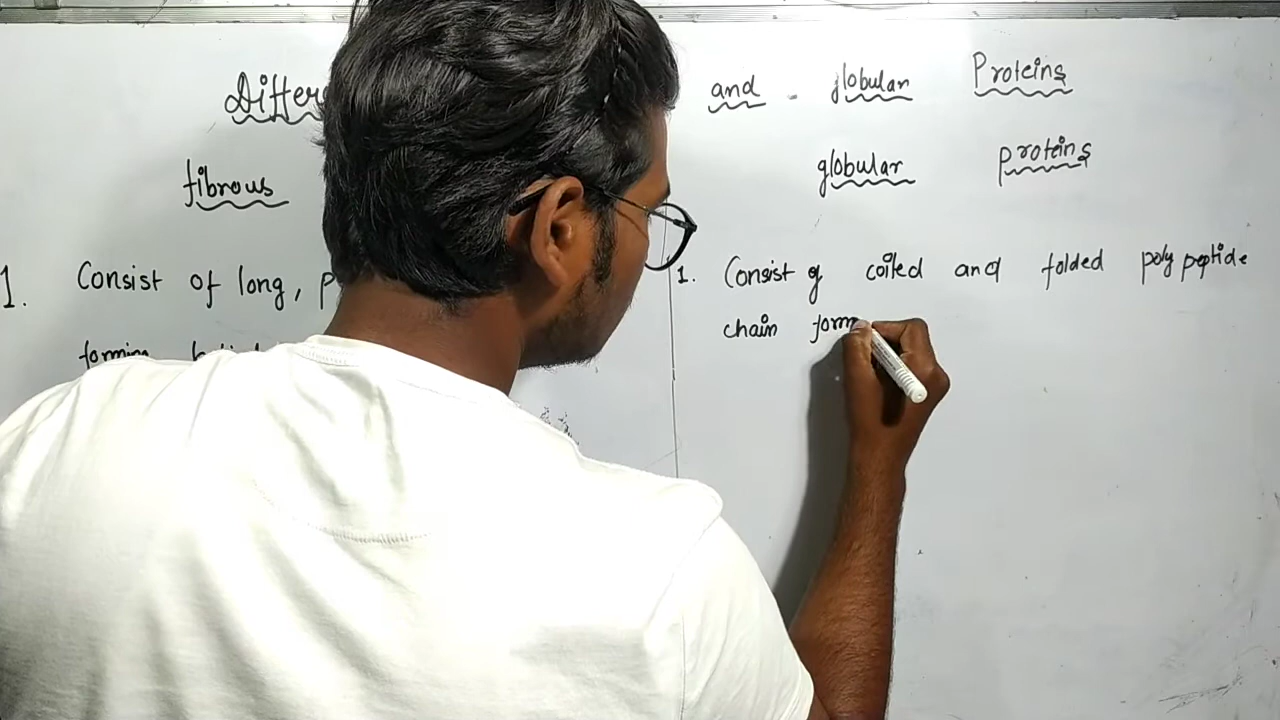 and globular Proteins
fibrous
globular proteins
1. Consist of long,
forming
1. Consist of coiled and folded polypeptide
chain form